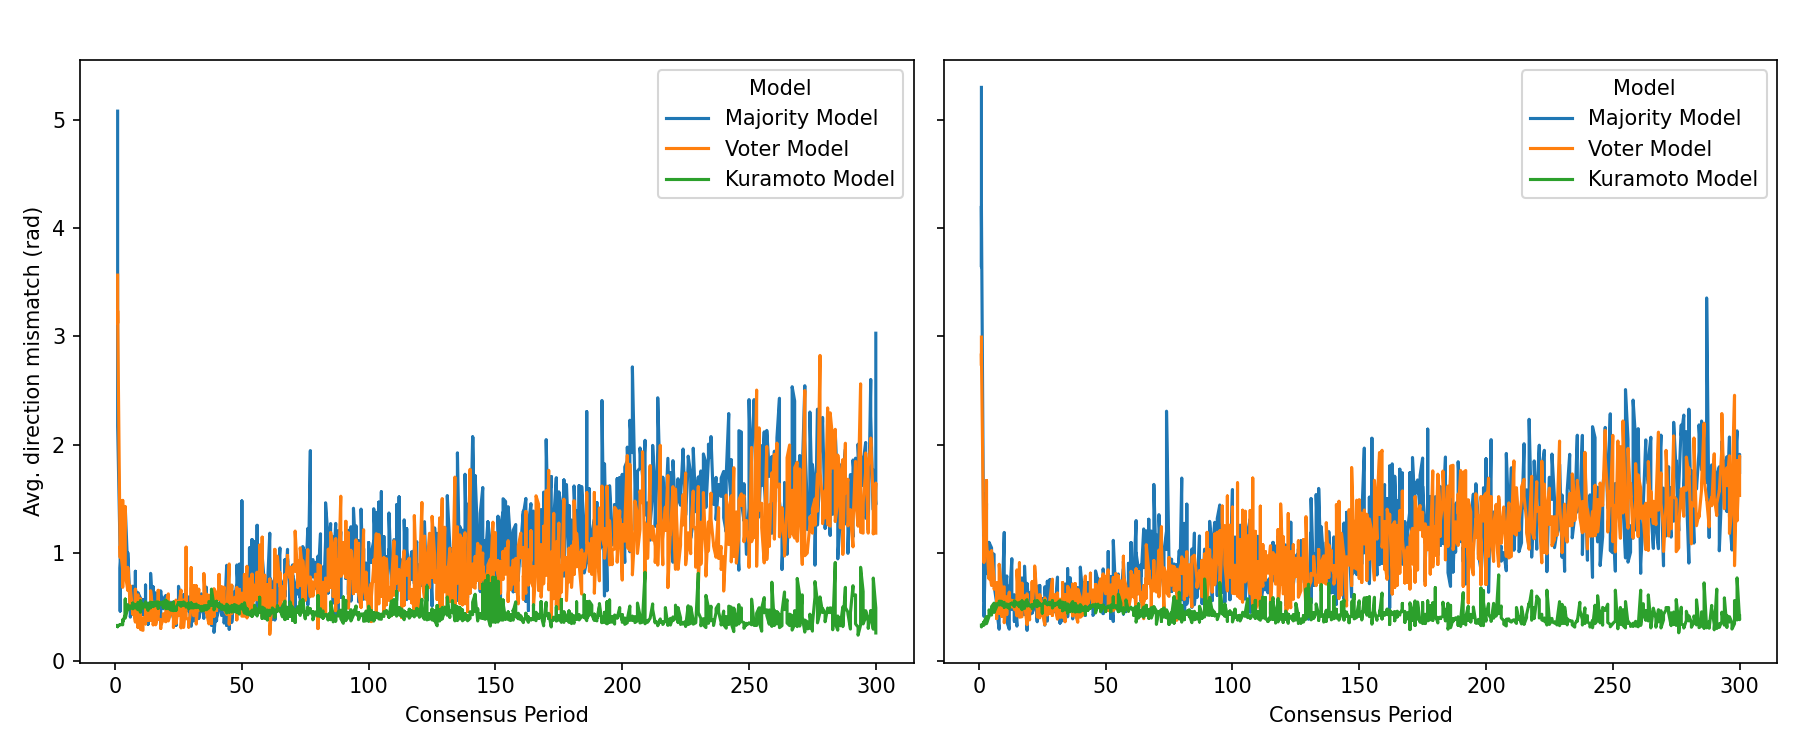 Model
Majority Model
Voter Model
Kuramoto Model
Avg. direction mismatch (rad)
5
4
3
2
1
0
0 50 100 150 200 250 300
Consensus Period
Model
Majority Model
Voter Model
Kuramoto Model
0 50 100 150 200 250 300
Consensus Period